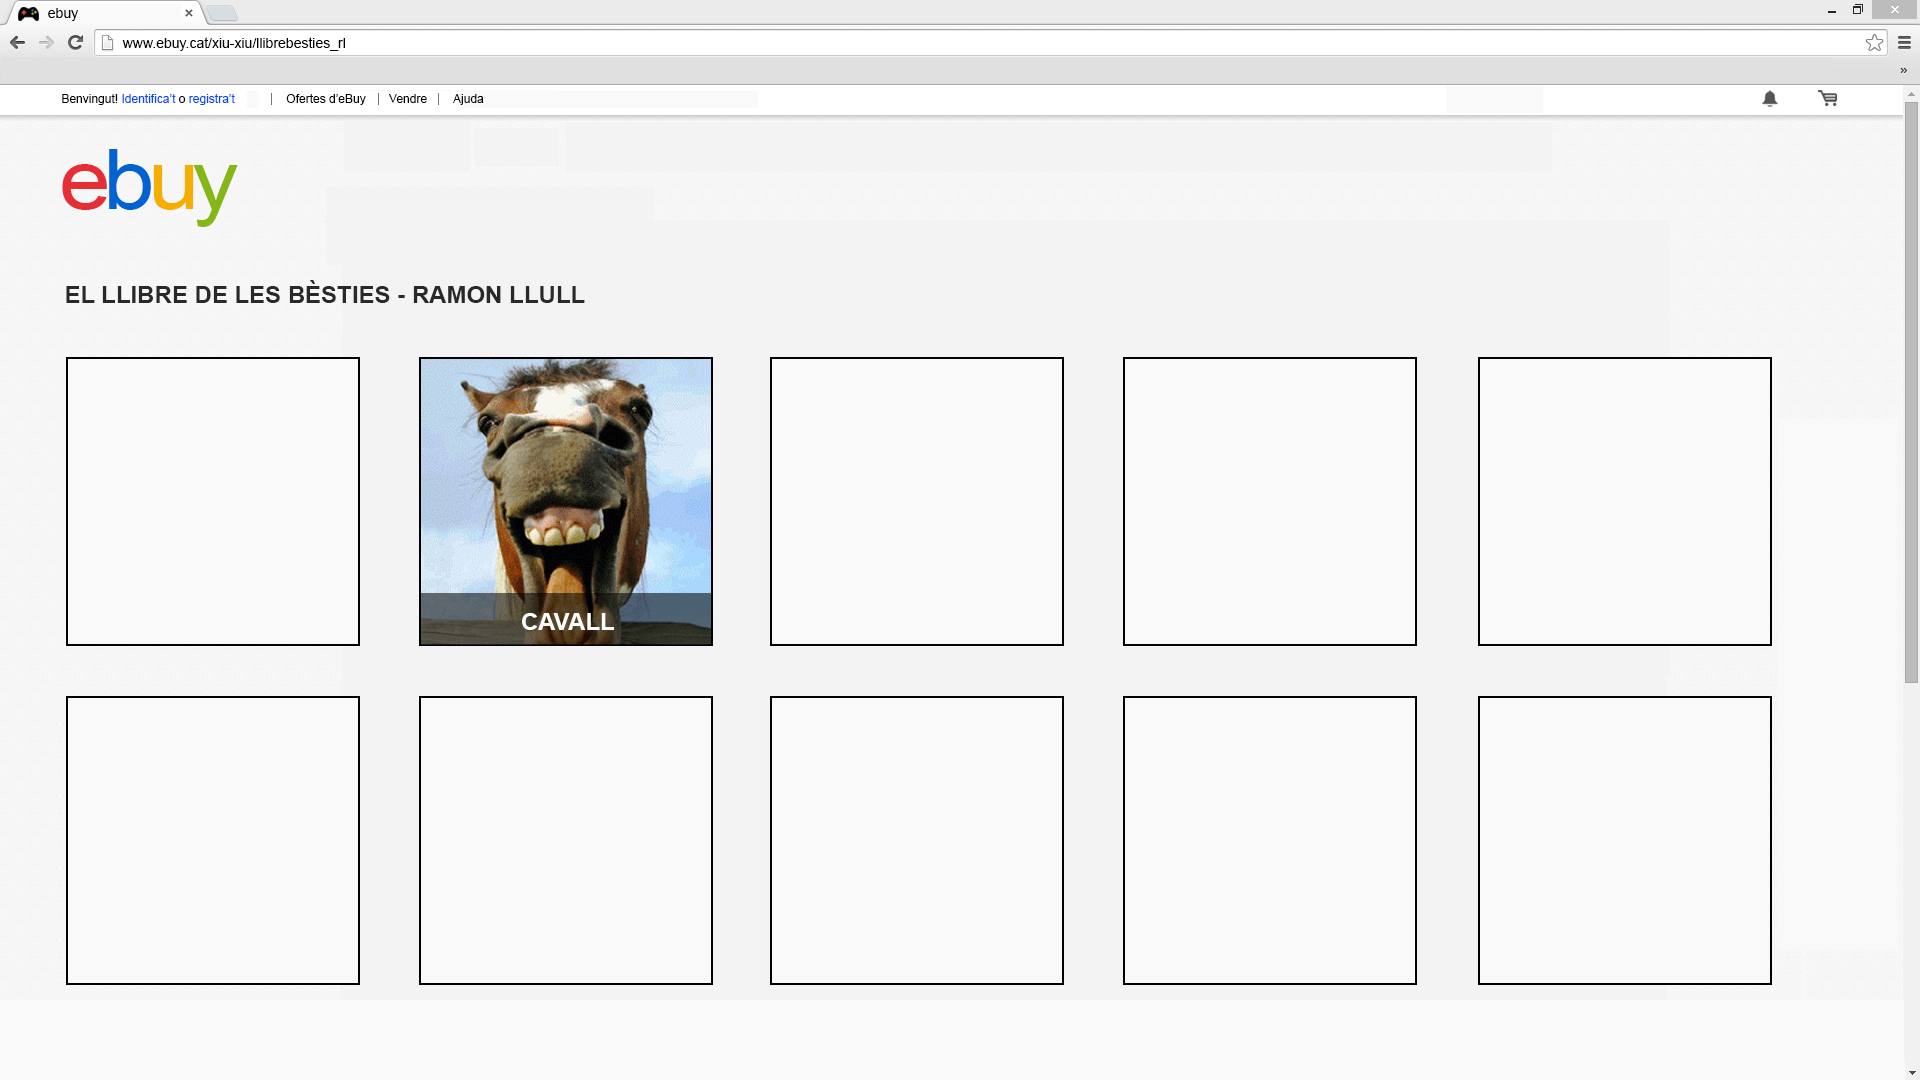 ebuy
www.ebuy.cat/xiu-xiu/llibrebesties_rl
»
Benvingut! Identifica't o registra't | Ofertes d'eBuy | Vendre | Ajuda
ebuy
EL LLIBRE DE LES BÈSTIES - RAMON LLULL
CAVALL